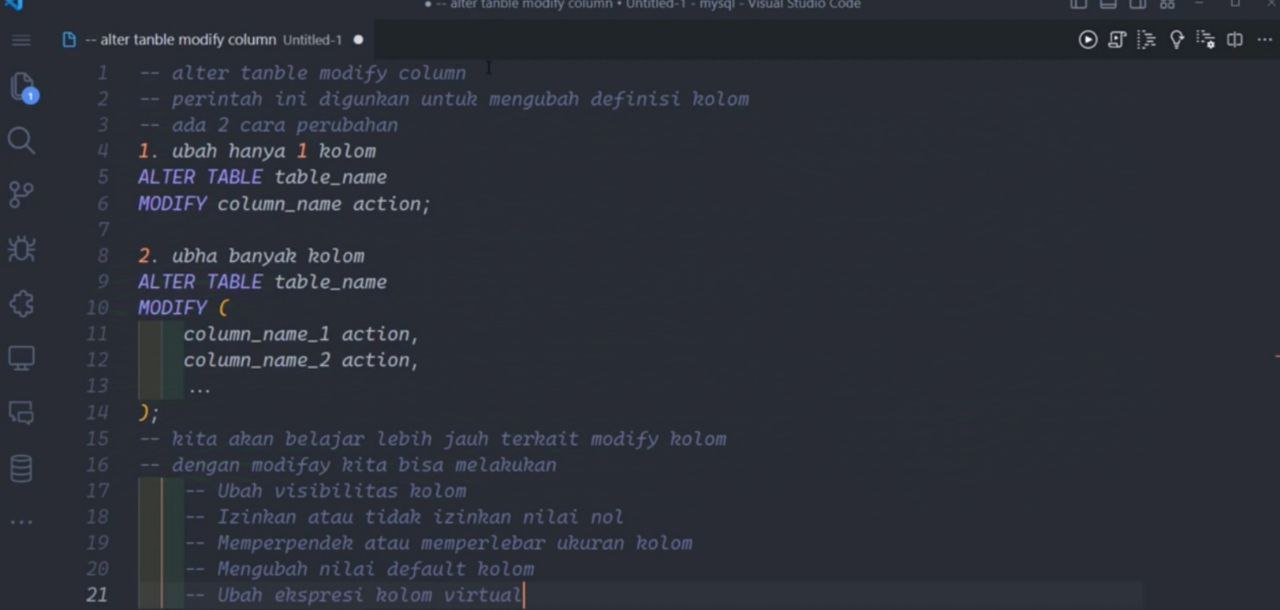 -- alter tanble modify column • Untitled-1 - mysql - Visual Studio Code
-- alter tanble modify column Untitled-1
1 -- alter tanble modify column
2 -- perintah ini digunkan untuk mengubah definisi kolom
3 -- ada 2 cara perubahan
4 1. ubah hanya 1 kolom
5 ALTER TABLE table_name
6 MODIFY column_name action;
7
8 2. ubha banyak kolom
9 ALTER TABLE table_name
10 MODIFY (
11 column_name_1 action,
12 column_name_2 action,
13 ...
14 );
15 -- kita akan belajar lebih jauh terkait modify kolom
16 -- dengan modifay kita bisa melakukan
17 -- Ubah visibilitas kolom
18 -- Izinkan atau tidak izinkan nilai nol
19 -- Memperpendek atau memperlebar ukuran kolom
20 -- Mengubah nilai default kolom
21 -- Ubah ekspresi kolom virtual
1